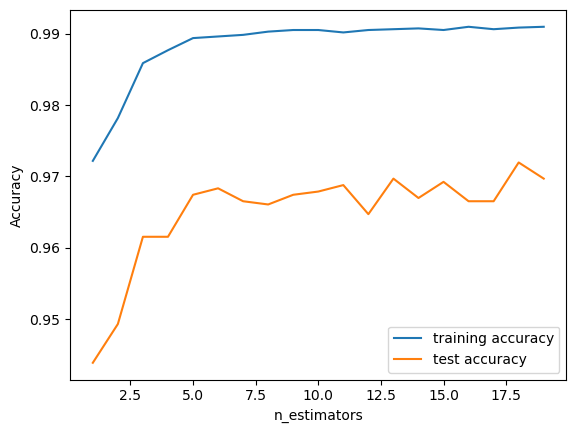 0.99
0.98
0.97
0.96
0.95
Accuracy
2.5 5.0 7.5 10.0 12.5 15.0 17.5
n_estimators
training accuracy
test accuracy